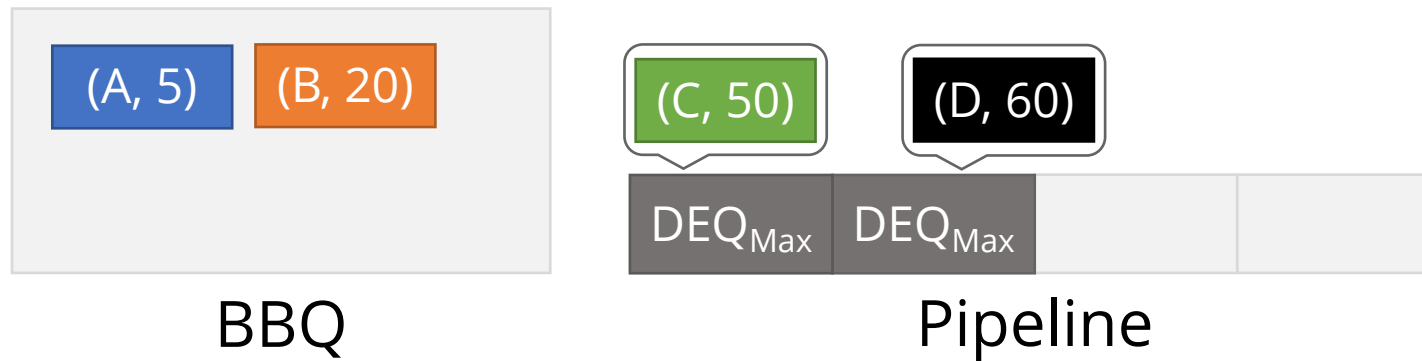 (A, 5) (B, 20) (C, 50) (D, 60)
DEQMax DEQMax
BBQ Pipeline